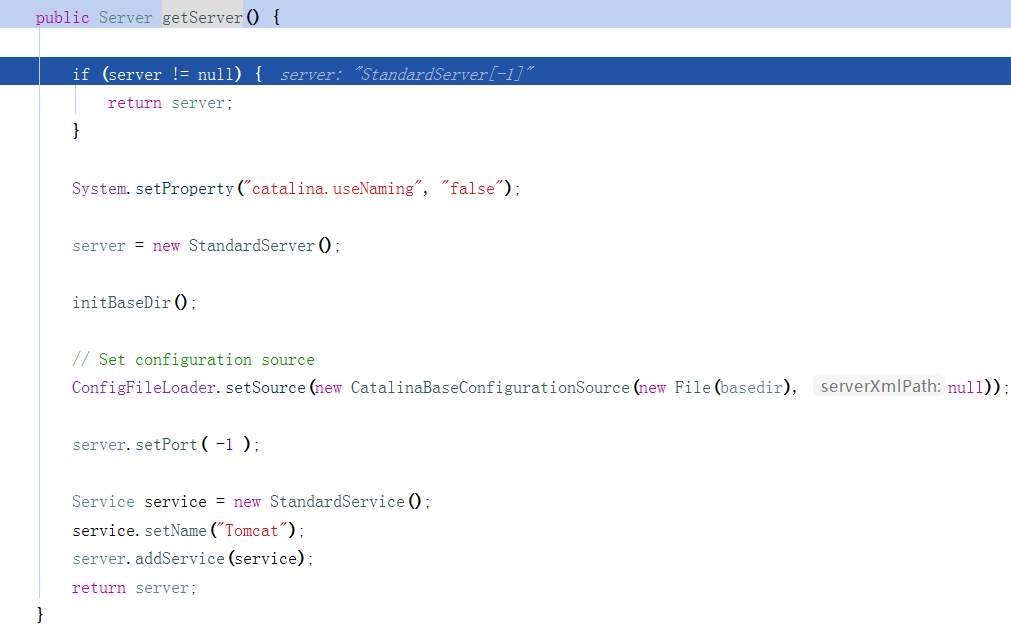 public Server getServer() {
if (server != null) { server: "StandardServer[-1]"
return server;
}
System.setProperty("catalina.useNaming", "false");
server = new StandardServer();
initBaseDir();
// Set configuration source
ConfigFileLoader.setSource(new CatalinaBaseConfigurationSource(new File(basedir), serverXmlPath: null));
server.setPort( -1 );
Service service = new StandardService();
service.setName("Tomcat");
server.addService(service);
return server;
}